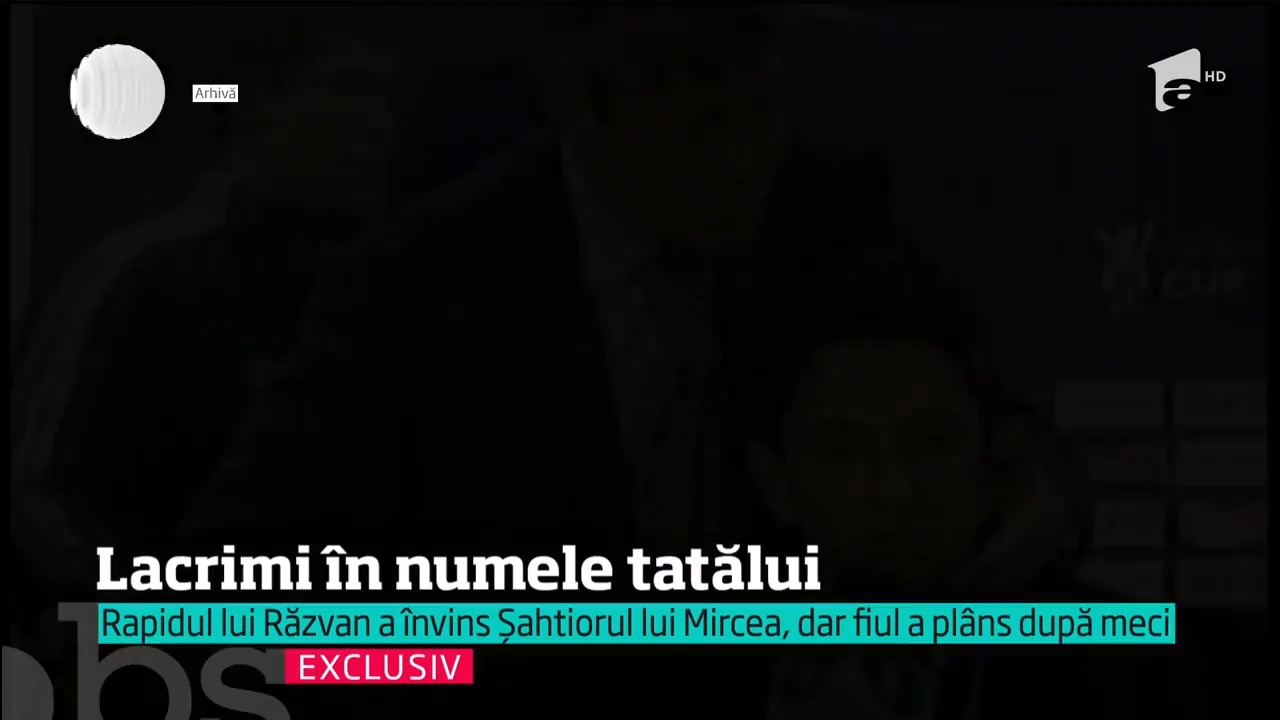 Arhivă
HD
CUP
Lacrimi în numele tatălui
Rapidul lui Răzvan a învins Șahtiorul lui Mircea, dar fiul a plâns după meci
EXCLUSIV